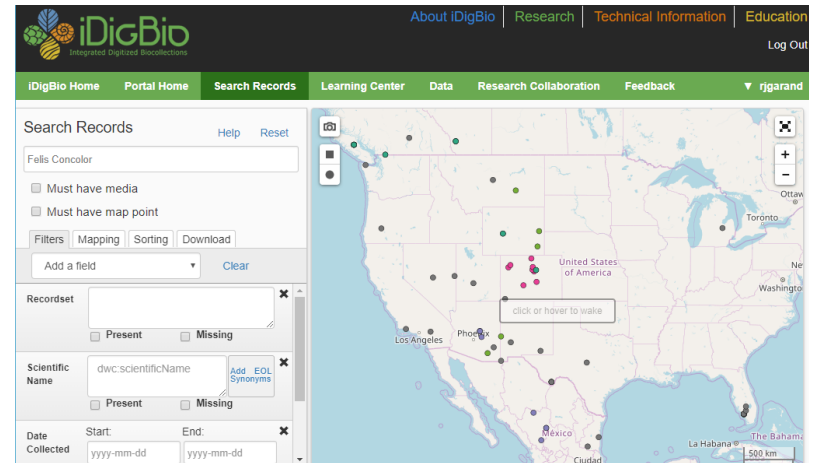 About iDigBio Research Technical Information Education
iDigBio
Integrated Digitized Biocollections
Log Out
iDigBio Home Portal Home Search Records Learning Center Data Research Collaboration Feedback ▼ rjgarand
Search Records Help Reset
Felis Concolor
Must have media
Must have map point
Filters Mapping Sorting Download
Add a field Clear
Recordset
Present Missing
Scientific Name
dwc:scientificName
Add EOL Synonyms
Present Missing
Date Collected
Start: End:
yyyy-mm-dd yyyy-mm-dd
+
−
Ottaw
Toronto
Ne
United States
of America
Washingto
click or hover to wake
Los Angeles
Pho
México
Ciudad
La Habana
The Bahama
500 km